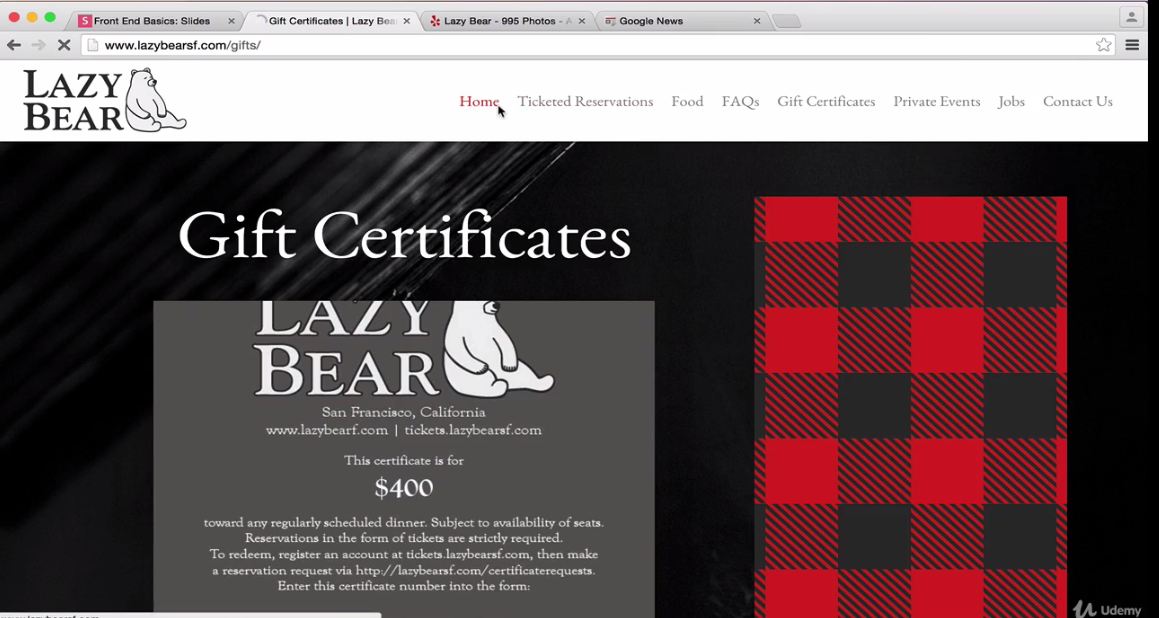 Front End Basics: Slides
Gift Certificates | Lazy Bea
Lazy Bear - 995 Photos - A
Google News
www.lazybearsf.com/gifts/
LAZY
BEAR
Home
Ticketed Reservations
Food
FAQs
Gift Certificates
Private Events
Jobs
Contact Us
Gift Certificates
LAZY
BEAR
San Francisco, California
www.lazybearf.com | tickets.lazybearsf.com
This certificate is for
$400
toward any regularly scheduled dinner. Subject to availability of seats.
Reservations in the form of tickets are strictly required.
To redeem, register an account at tickets.lazybearsf.com, then make
a reservation request via http://lazybearsf.com/certificaterequests.
Enter this certificate number into the form:
Udemy